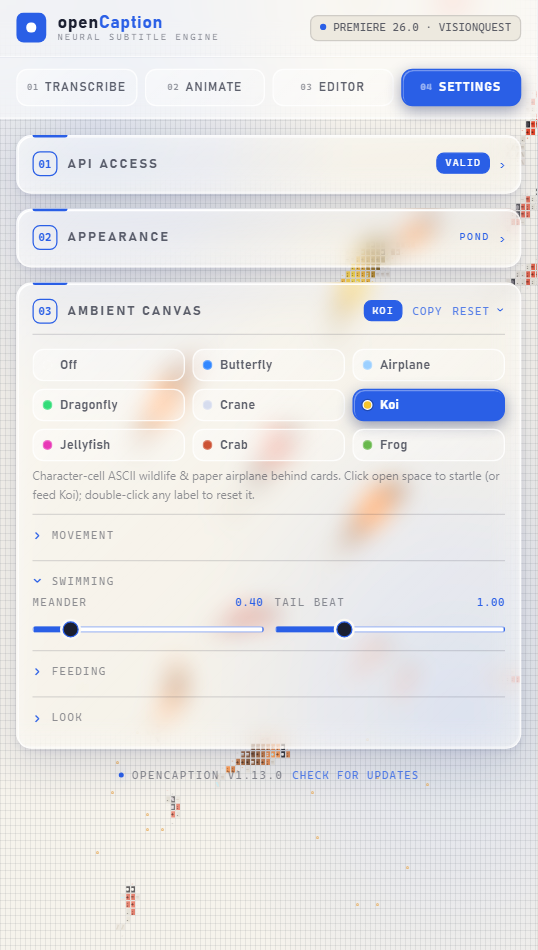 openCaption
NEURAL SUBTITLE ENGINE
PREMIERE 26.0 · VISIONQUEST
01 TRANSCRIBE
02 ANIMATE
03 EDITOR
04 SETTINGS
01 API ACCESS VALID ›
02 APPEARANCE POND ›
03 AMBIENT CANVAS KOI COPY RESET
Off Butterfly Airplane
Dragonfly Crane Koi
Jellyfish Crab Frog
Character-cell ASCII wildlife & paper airplane behind cards. Click open space to startle (or
feed Koi); double-click any label to reset it.
› MOVEMENT
SWIMMING
MEANDER 0.40 TAIL BEAT 1.00
› FEEDING
› LOOK
OPENCAPTION V1.13.0 CHECK FOR UPDATES